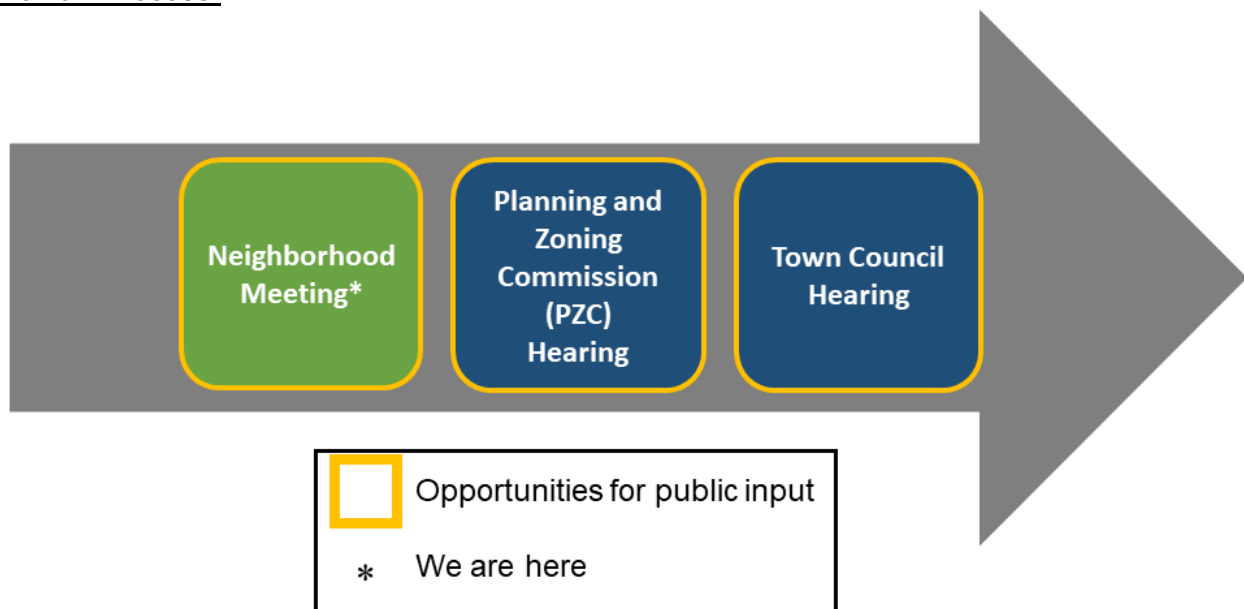 Neighborhood
Meeting*
Planning and
Zoning
Commission
(PZC)
Hearing
Town Council
Hearing
Opportunities for public input
* We are here